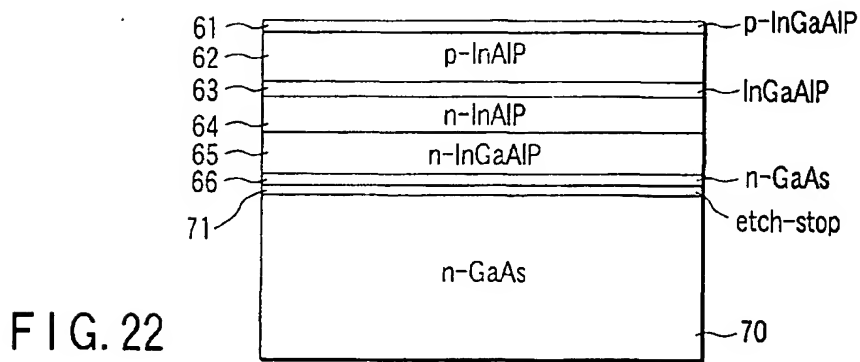 61 p-InGaAlP
62 p-InAlP
63 InGaAlP
64 n-InAlP
65 n-InGaAlP
66 n-GaAs
71 etch-stop
n-GaAs
70
FIG. 22